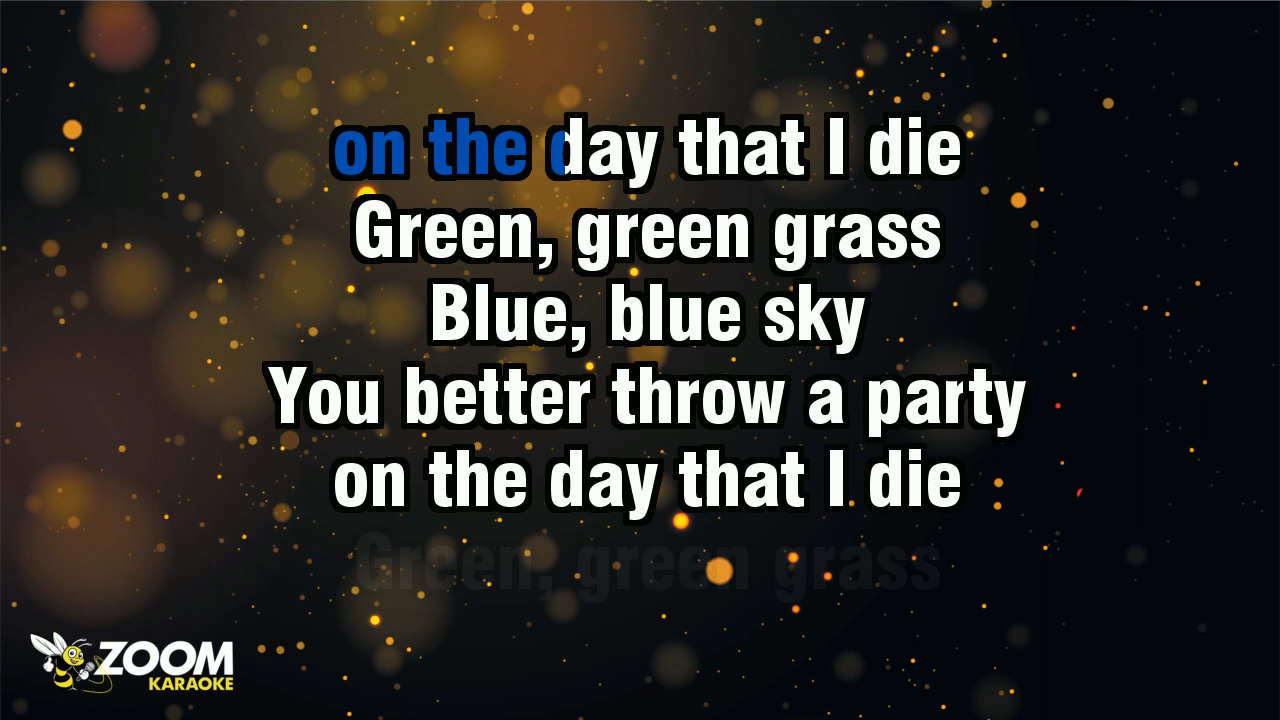 on the day that I die
Green, green grass
Blue, blue sky
You better throw a party
on the day that I die
Green, green grass
ZOOM
KARAOKE